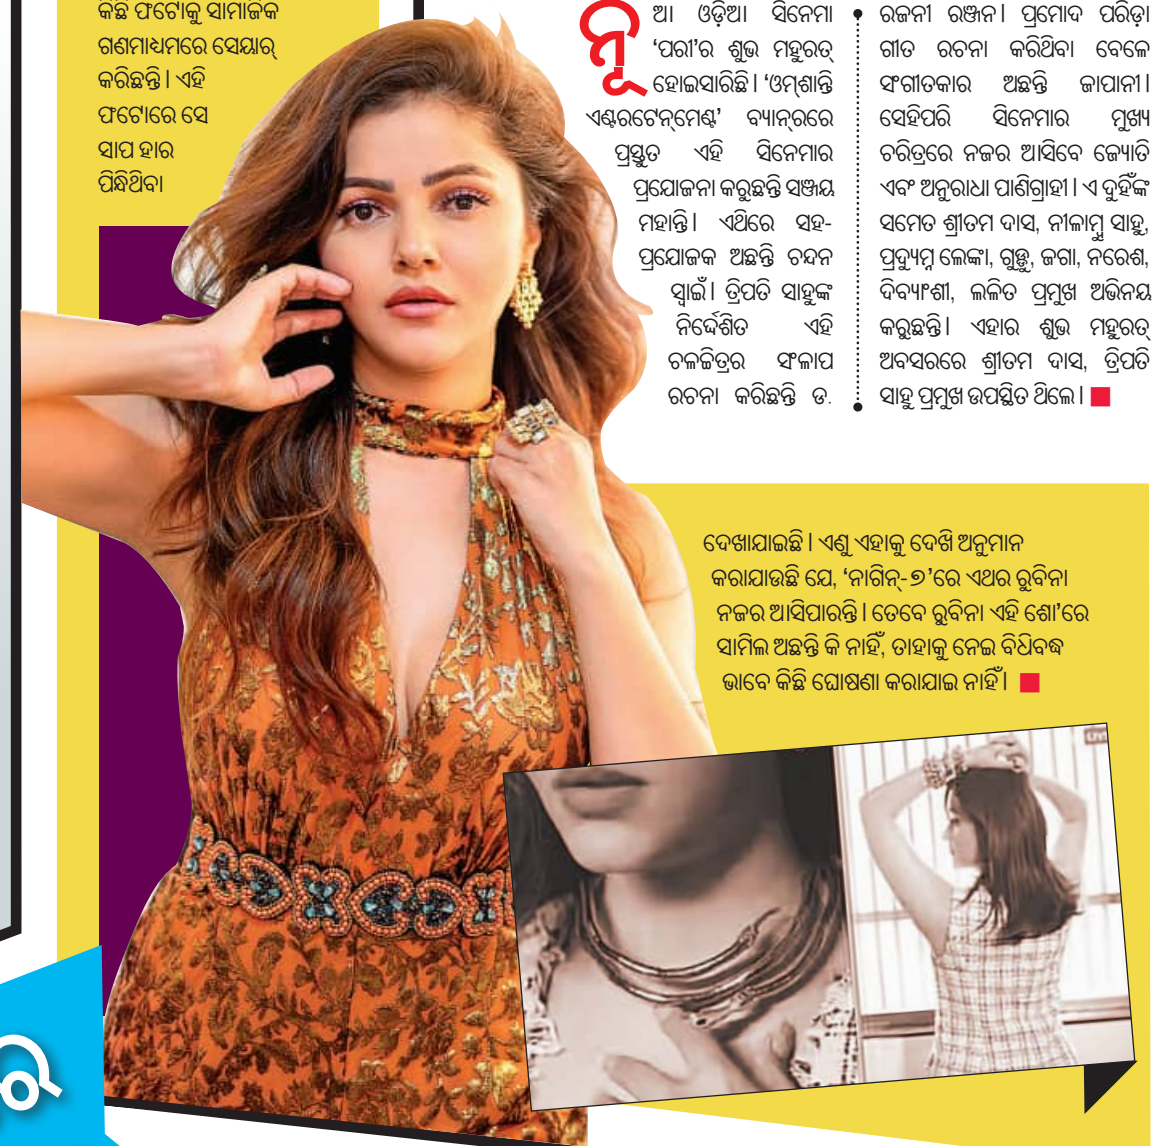 କିଛି ଫଟୋକୁ ସାମାଜିକ
ଗଣମାଧ୍ୟମରେ ସେୟାର୍
କରିଛନ୍ତି । ଏହି
ଫଟୋରେ ସେ
ସାପ ହାର
ପିନ୍ଧିଥିବା
ଦେଖାଯାଇଛି । ଏଣୁ ଏହାକୁ ଦେଖି ଅନୁମାନ
କରାଯାଉଛି ଯେ, ‘ନାଗିନ୍-୭’ରେ ଏଥର ରୁବିନା
ନଜର ଆସିପାରନ୍ତି । ତେବେ ରୁବିନା ଏହି ଶୋ’ରେ
ସାମିଲ ଅଛନ୍ତି କି ନାହିଁ, ତାହାକୁ ନେଇ ବିଧିବଦ୍ଧ
ଭାବେ କିଛି ଘୋଷଣା କରାଯାଇ ନାହିଁ ।
ନୂଆ ଓଡ଼ିଆ ସିନେମା
‘ପରୀ’ର ଶୁଭ ମହୁରତ୍
ହୋଇସାରିଛି । ‘ଓମ୍‌ଶାନ୍ତି
ଏଣ୍ଟରଟେନ୍‌ମେଣ୍ଟ’ ବ୍ୟାନ୍‌ରରେ
ପ୍ରସ୍ତୁତ ଏହି ସିନେମାର
ପ୍ରଯୋଜନା କରୁଛନ୍ତି ସଞ୍ଜୟ
ମହାନ୍ତି । ଏଥିରେ ସହ-
ପ୍ରଯୋଜକ ଅଛନ୍ତି ଚନ୍ଦନ
ସ୍ୱାଇଁ । ତ୍ରିପତି ସାହୁଙ୍କ
ନିର୍ଦ୍ଦେଶିତ ଏହି
ଚଳଚ୍ଚିତ୍ରର ସଂଳାପ
ରଚନା କରିଛନ୍ତି ଡ.
ରଜନୀ ରଞ୍ଜନ । ପ୍ରମୋଦ ପରିଡ଼ା
ଗୀତ ରଚନା କରିଥିବା ବେଳେ
ସଂଗୀତକାର ଅଛନ୍ତି ଜାପାନୀ ।
ସେହିପରି ସିନେମାର ମୁଖ୍ୟ
ଚରିତ୍ରରେ ନଜର ଆସିବେ ଜ୍ୟୋତି
ଏବଂ ଅନୁରାଧା ପାଣିଗ୍ରାହୀ । ଏ ଦୁହିଁଙ୍କ
ସମେତ ଶ୍ରୀତମ ଦାସ, ନୀଳାମ୍ବୁ ସାହୁ,
ପ୍ରଦ୍ୟୁମ୍ନ ଲେଙ୍କା, ଗୁଡ୍ଡୁ, ଜଗା, ନରେଶ,
ଦିବ୍ୟାଂଶୀ, ଲଳିତ ପ୍ରମୁଖ ଅଭିନୟ
କରୁଛନ୍ତି । ଏହାର ଶୁଭ ମହୁରତ୍
ଅବସରରେ ଶ୍ରୀତମ ଦାସ, ତ୍ରିପତି
ସାହୁ ପ୍ରମୁଖ ଉପସ୍ଥିତ ଥିଲେ ।